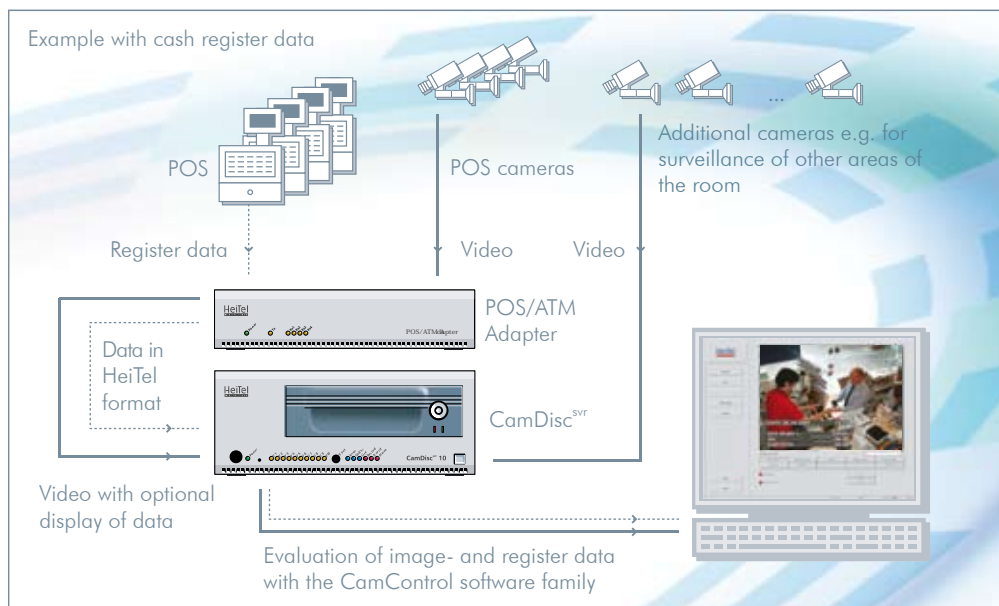 Example with cash register data
POS
POS cameras
...
Additional cameras e.g. for
surveillance of other areas of
the room
Register data
Video
Video
HeiTel
POS/ATM
Adapter
Data in
HeiTel
format
HeiTel
CamDisc svr
CamDisc 10
Video with optional
display of data
Evaluation of image- and register data
with the CamControl software family